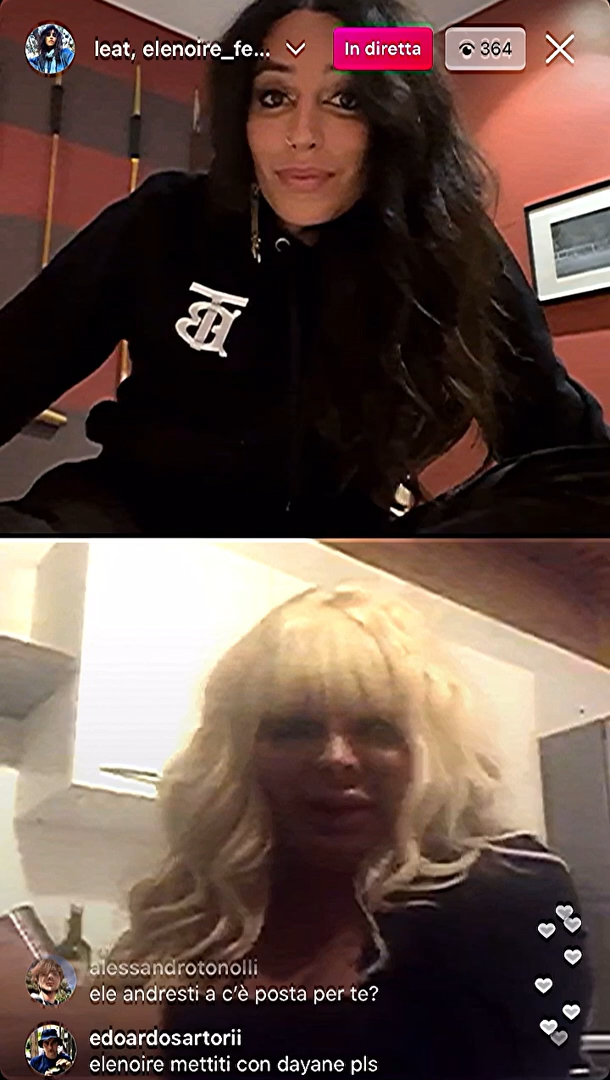 leat, elenoire_fe...
In diretta
364
alessandrotonolli
ele andresti a c'è posta per te?
edoardosartorii
elenoire mettiti con dayane pls